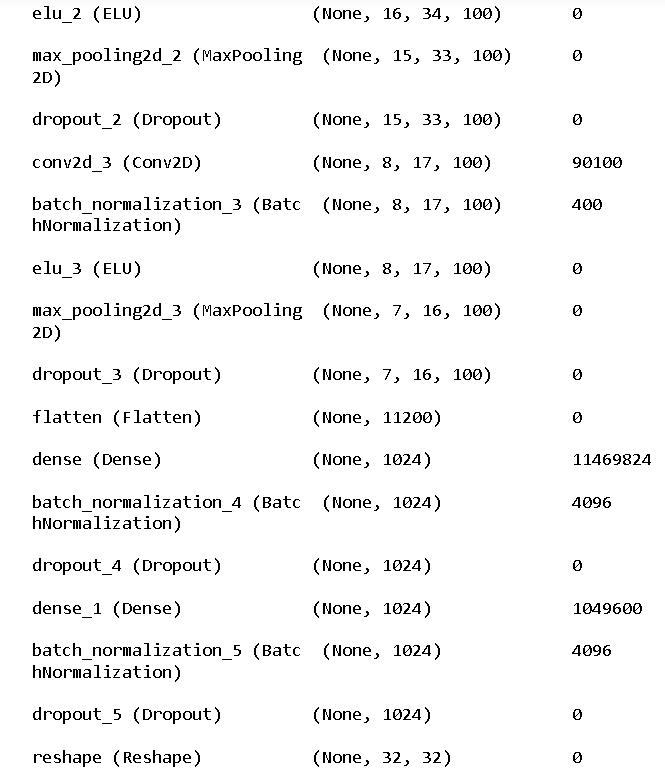 elu_2 (ELU) (None, 16, 34, 100) 0
max_pooling2d_2 (MaxPooling (None, 15, 33, 100) 0
2D)
dropout_2 (Dropout) (None, 15, 33, 100) 0
conv2d_3 (Conv2D) (None, 8, 17, 100) 90100
batch_normalization_3 (Batc (None, 8, 17, 100) 400
hNormalization)
elu_3 (ELU) (None, 8, 17, 100) 0
max_pooling2d_3 (MaxPooling (None, 7, 16, 100) 0
2D)
dropout_3 (Dropout) (None, 7, 16, 100) 0
flatten (Flatten) (None, 11200) 0
dense (Dense) (None, 1024) 11469824
batch_normalization_4 (Batc (None, 1024) 4096
hNormalization)
dropout_4 (Dropout) (None, 1024) 0
dense_1 (Dense) (None, 1024) 1049600
batch_normalization_5 (Batc (None, 1024) 4096
hNormalization)
dropout_5 (Dropout) (None, 1024) 0
reshape (Reshape) (None, 32, 32) 0